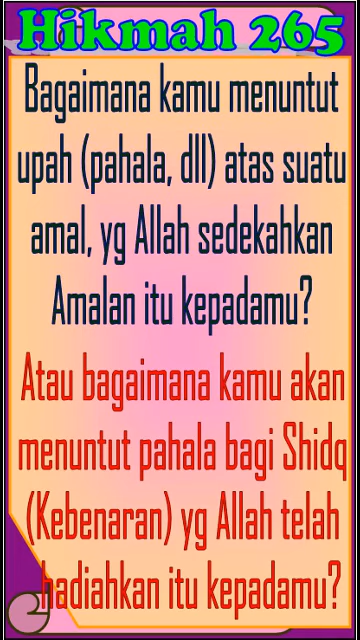 Hikmah 265
Bagaimana kamu menuntut
upah (pahala, dll) atas suatu
amal, yg Allah sedekahkan
Amalan itu kepadamu?
Atau bagaimana kamu akan
menuntut pahala bagi Shidq
(Kebenaran) yg Allah telah
hadiahkan itu kepadamu?